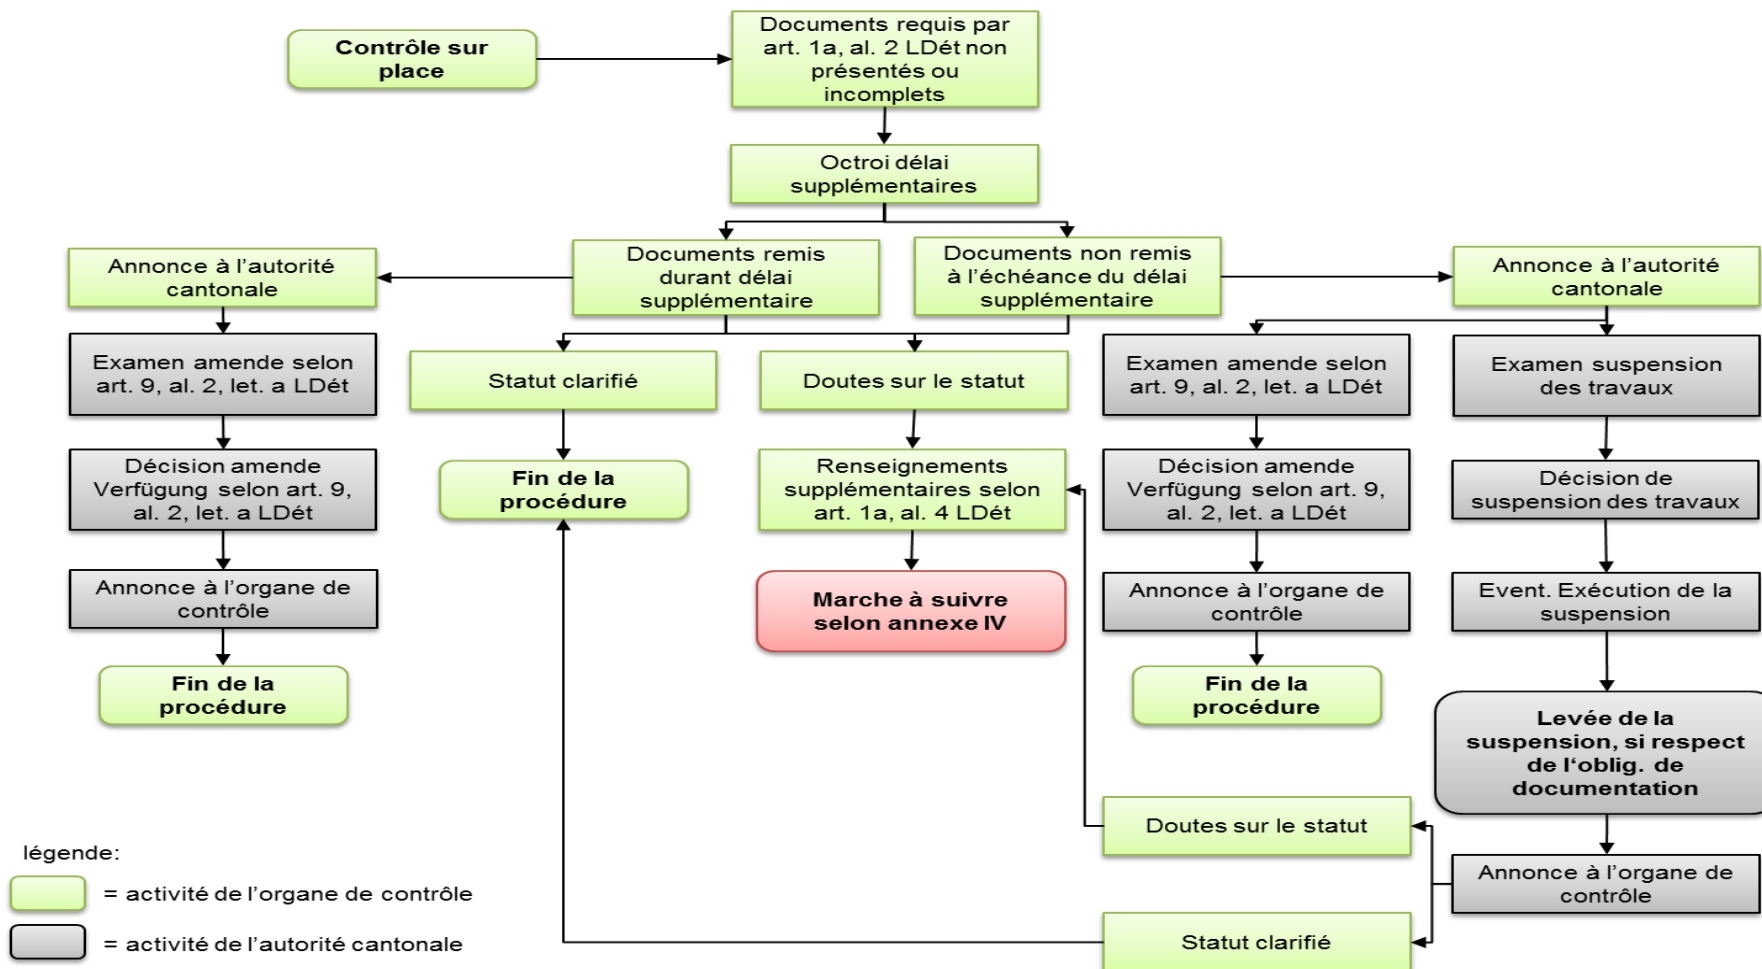 Contrôle sur
place
Documents requis par
art. 1a, al. 2 LDét non
présentés ou
incomplets
Octroi délai
supplémentaires
Annonce à l'autorité
cantonale
Documents remis
durant délai
supplémentaire
Documents non remis
à l'échéance du délai
supplémentaire
Annonce à l'autorité
cantonale
Examen amende selon
art. 9, al. 2, let. a LDét
Statut clarifié
Doutes sur le statut
Examen amende selon
art. 9, al. 2, let. a LDét
Examen suspension
des travaux
Décision amende
Verfügung selon art. 9,
al. 2, let. a LDét
Fin de la
procédure
Renseignements
supplémentaires selon
art. 1a, al. 4 LDét
Décision amende
Verfügung selon art. 9,
al. 2, let. a LDét
Décision de
suspension des travaux
Annonce à l'organe de
contrôle
Marche à suivre
selon annexe IV
Annonce à l'organe de
contrôle
Event. Exécution de la
suspension
Fin de la
procédure
Fin de la
procédure
Levée de la
suspension, si respect
de l'oblig. de
documentation
Doutes sur le statut
Annonce à l'organe de
contrôle
Statut clarifié
légende:
= activité de l'organe de contrôle
= activité de l'autorité cantonale